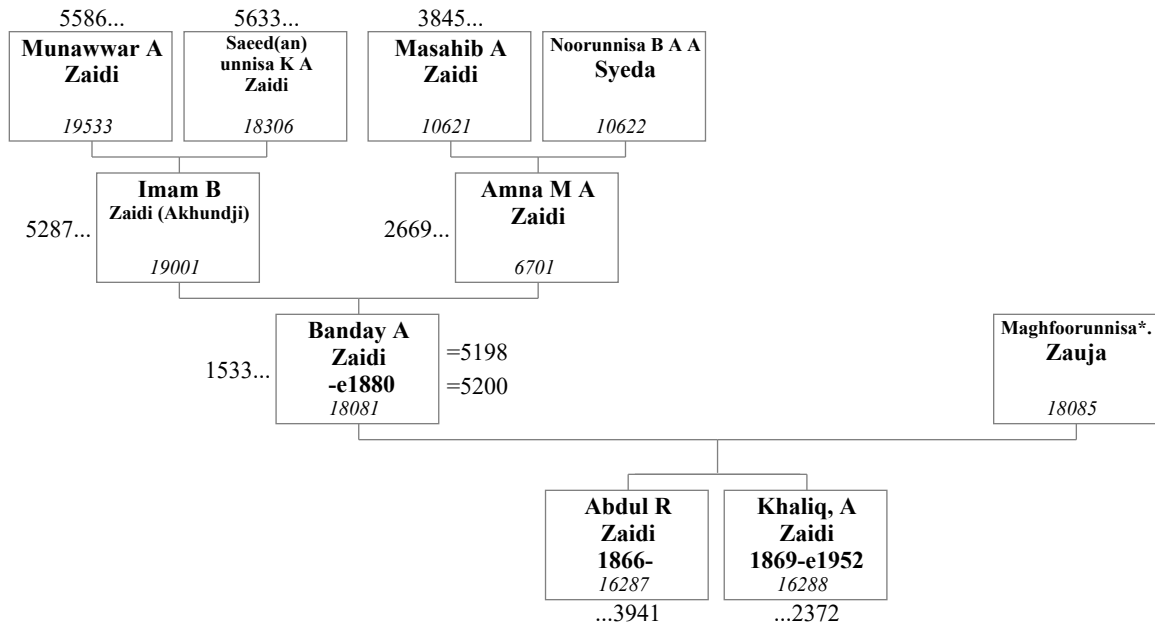 5586...
5633...
3845...
Munawwar A
Zaidi
19533
Saeed(an)
unnisa K A
Zaidi
18306
Masahib A
Zaidi
10621
Noorunnisa B A A
Syeda
10622
5287...
Imam B
Zaidi (Akhundji)
19001
2669...
Amna M A
Zaidi
6701
1533...
Banday A
Zaidi
-e1880
18081
=5198
=5200
Maghfoorunnisa*.
Zauja
18085
Abdul R
Zaidi
1866-
16287
...3941
Khaliq, A
Zaidi
1869-e1952
16288
...2372